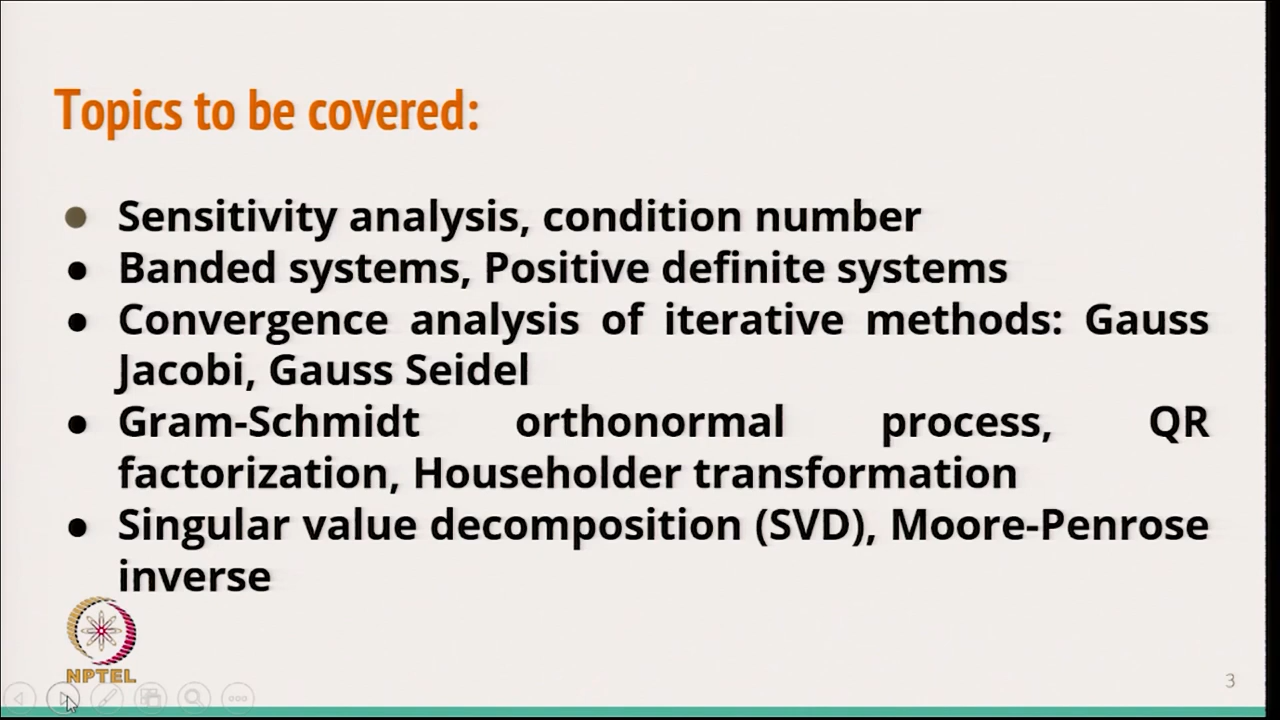 Topics to be covered:
● Sensitivity analysis, condition number
● Banded systems, Positive definite systems
● Convergence analysis of iterative methods: Gauss
Jacobi, Gauss Seidel
● Gram-Schmidt orthonormal process, QR
factorization, Householder transformation
● Singular value decomposition (SVD), Moore-Penrose
inverse
NPTEL
3